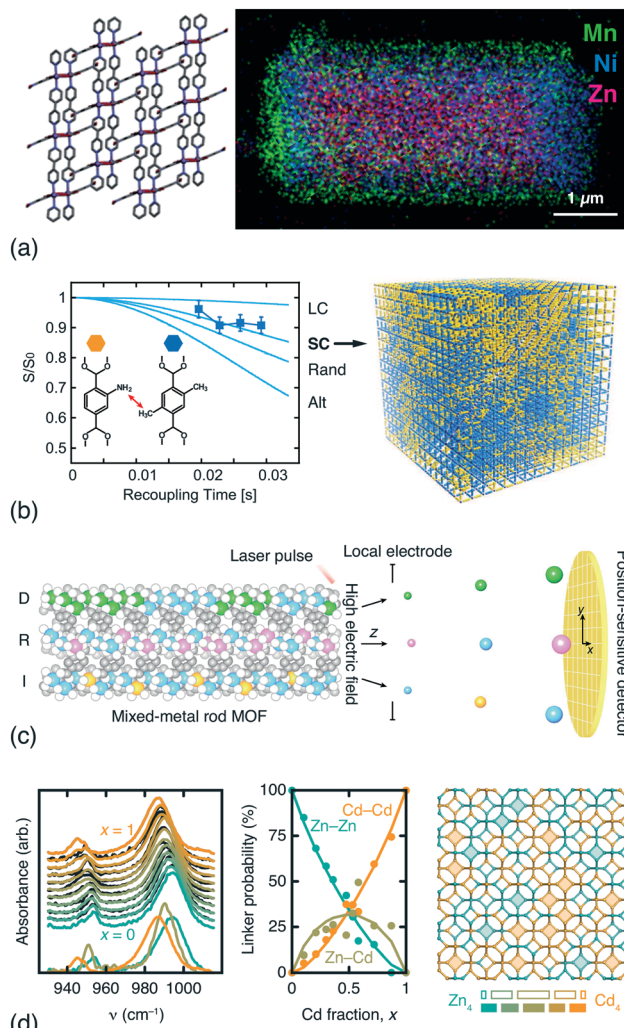 Mn
Ni
Zn
1 μm
(a)
1
0.9
0.8
0.7
0.6
0.5
S/S0
0
0.01
0.02
0.03
Recoupling Time [s]
NH2
H3C
CH3
O
O
O
O
O
O
O
O
LC
SC
Rand
Alt
(b)
Laser pulse
Local electrode
High electric field
Position-sensitive detector
D
R
I
z
y
x
Mixed-metal rod MOF
(c)
Absorbance (arb.)
x = 1
x = 0
940
960
980
1000
ν (cm−1)
Linker probability (%)
100
75
50
25
0
Zn–Zn
Cd–Cd
Zn–Cd
0
0.5
1
Cd fraction, x
Zn4
Cd4
(d)